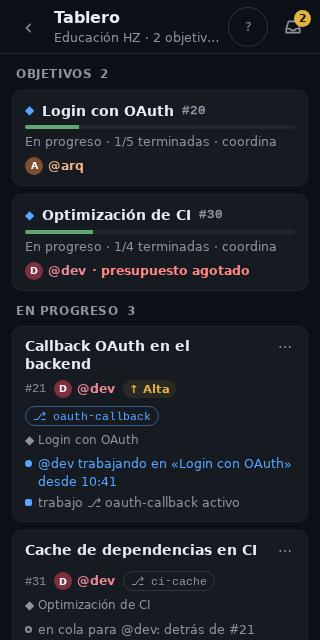 Tablero
Educación HZ · 2 objetiv...
?
2
OBJETIVOS 2
Login con OAuth #20
En progreso · 1/5 terminadas · coordina
A @arq
Optimización de CI #30
En progreso · 1/4 terminadas · coordina
D @dev · presupuesto agotado
EN PROGRESO 3
Callback OAuth en el
backend
#21 D @dev ↑ Alta
oauth-callback
Login con OAuth
@dev trabajando en «Login con OAuth»
desde 10:41
trabajo oauth-callback activo
Cache de dependencias en CI
#31 D @dev ci-cache
Optimización de CI
en cola para @dev: detrás de #21